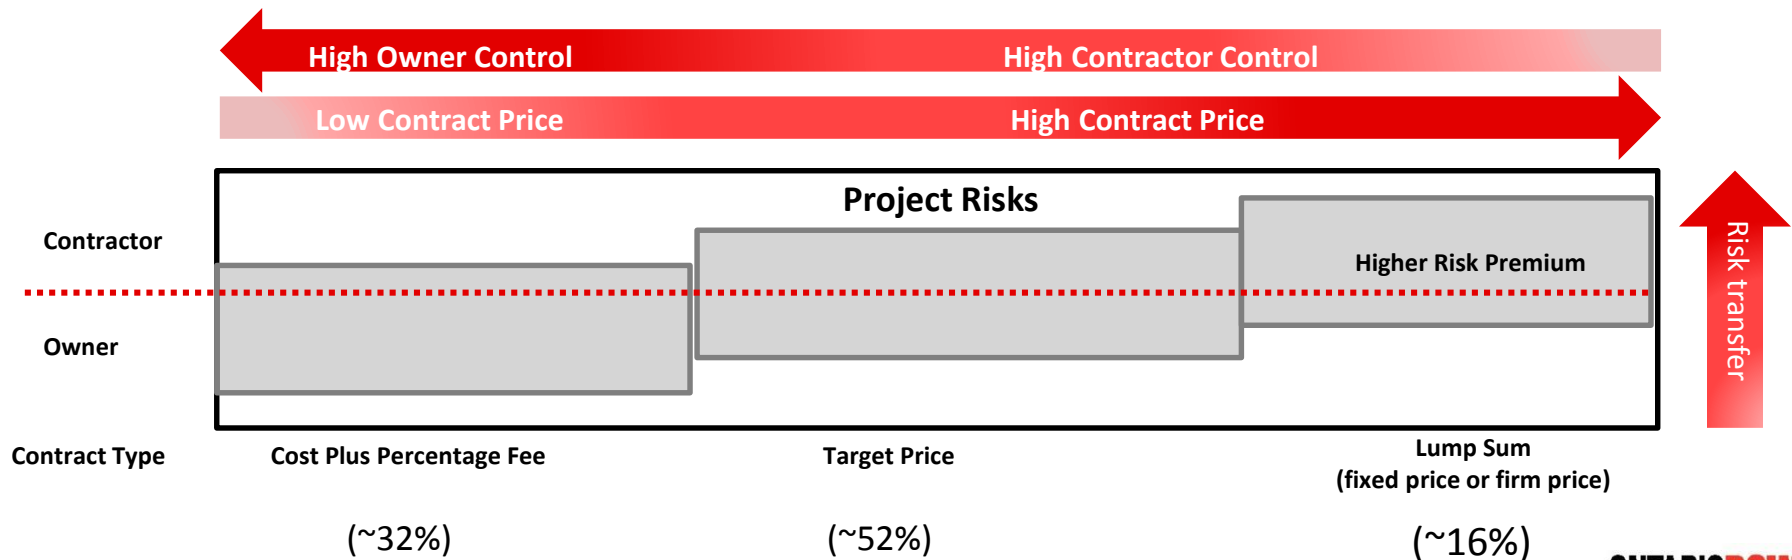 High Owner Control High Contractor Control
Low Contract Price High Contract Price
Project Risks
Contractor
Higher Risk Premium
Risk transfer
Owner
Contract Type
Cost Plus Percentage Fee
Target Price
Lump Sum
(fixed price or firm price)
(~32%)
(~52%)
(~16%)